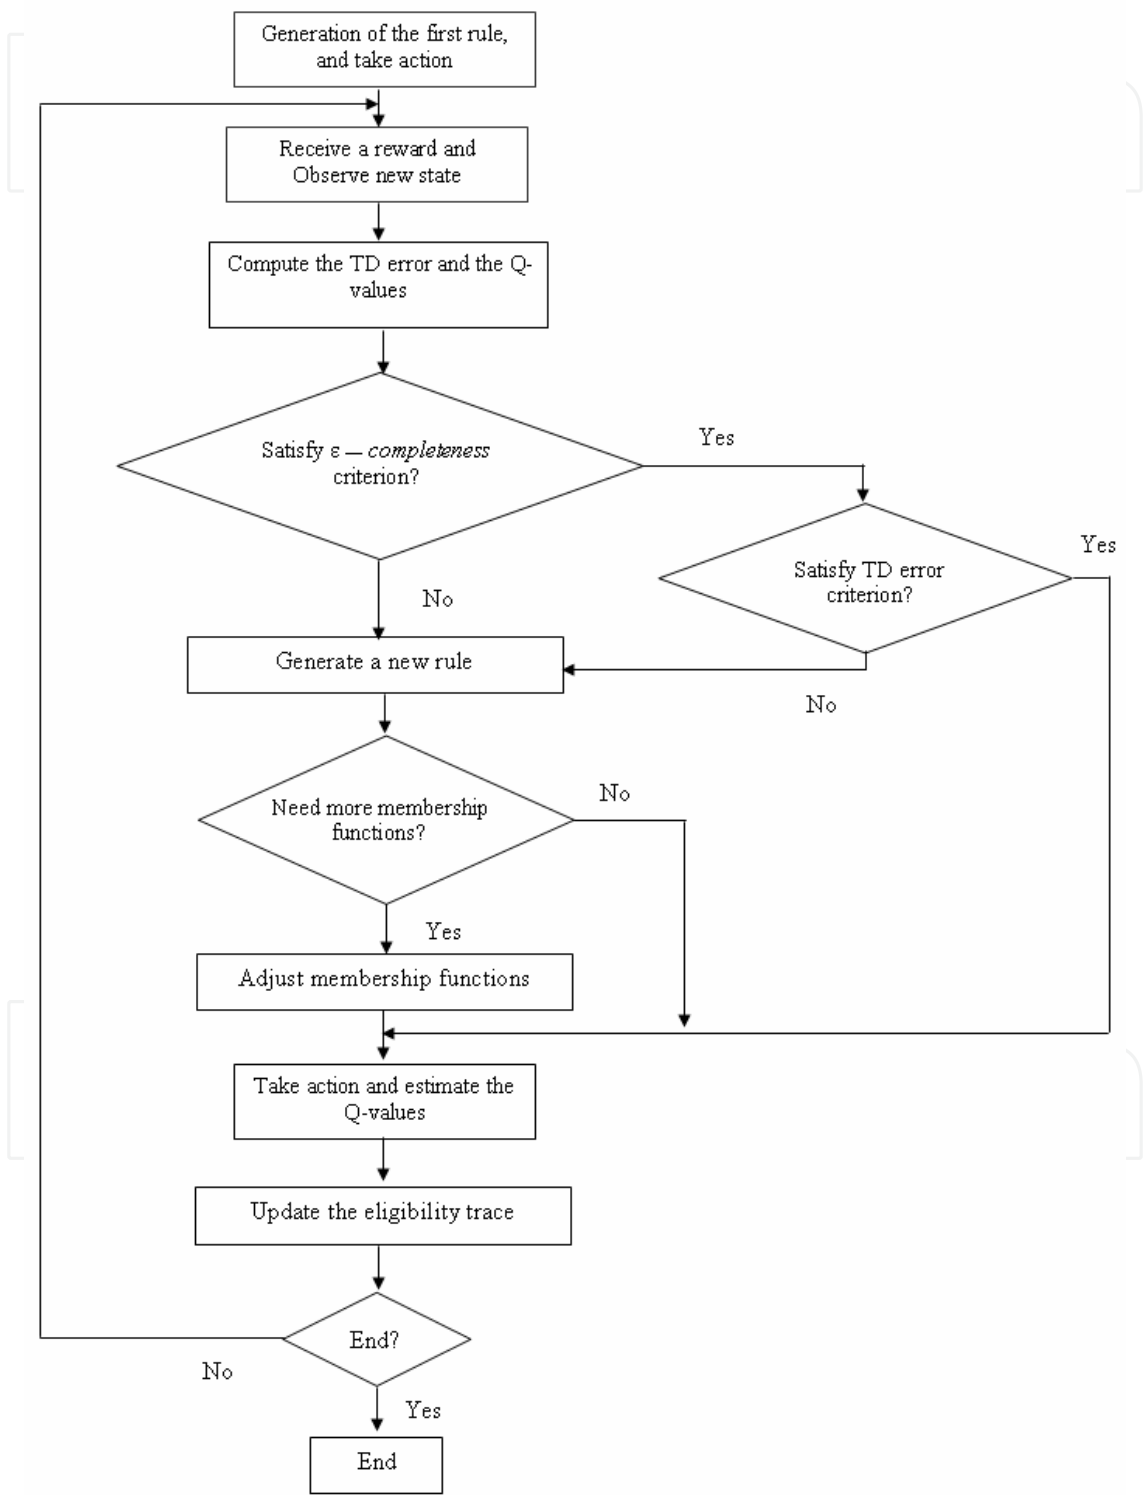 Generation of the first rule,
and take action
Receive a reward and
Observe new state
Compute the TD error and the Q-
values
Satisfy ε — completeness
criterion?
Yes
Satisfy TD error
criterion?
Yes
No
Generate a new rule
No
Need more membership
functions?
No
Yes
Adjust membership functions
Take action and estimate the
Q-values
Update the eligibility trace
End?
No
Yes
End